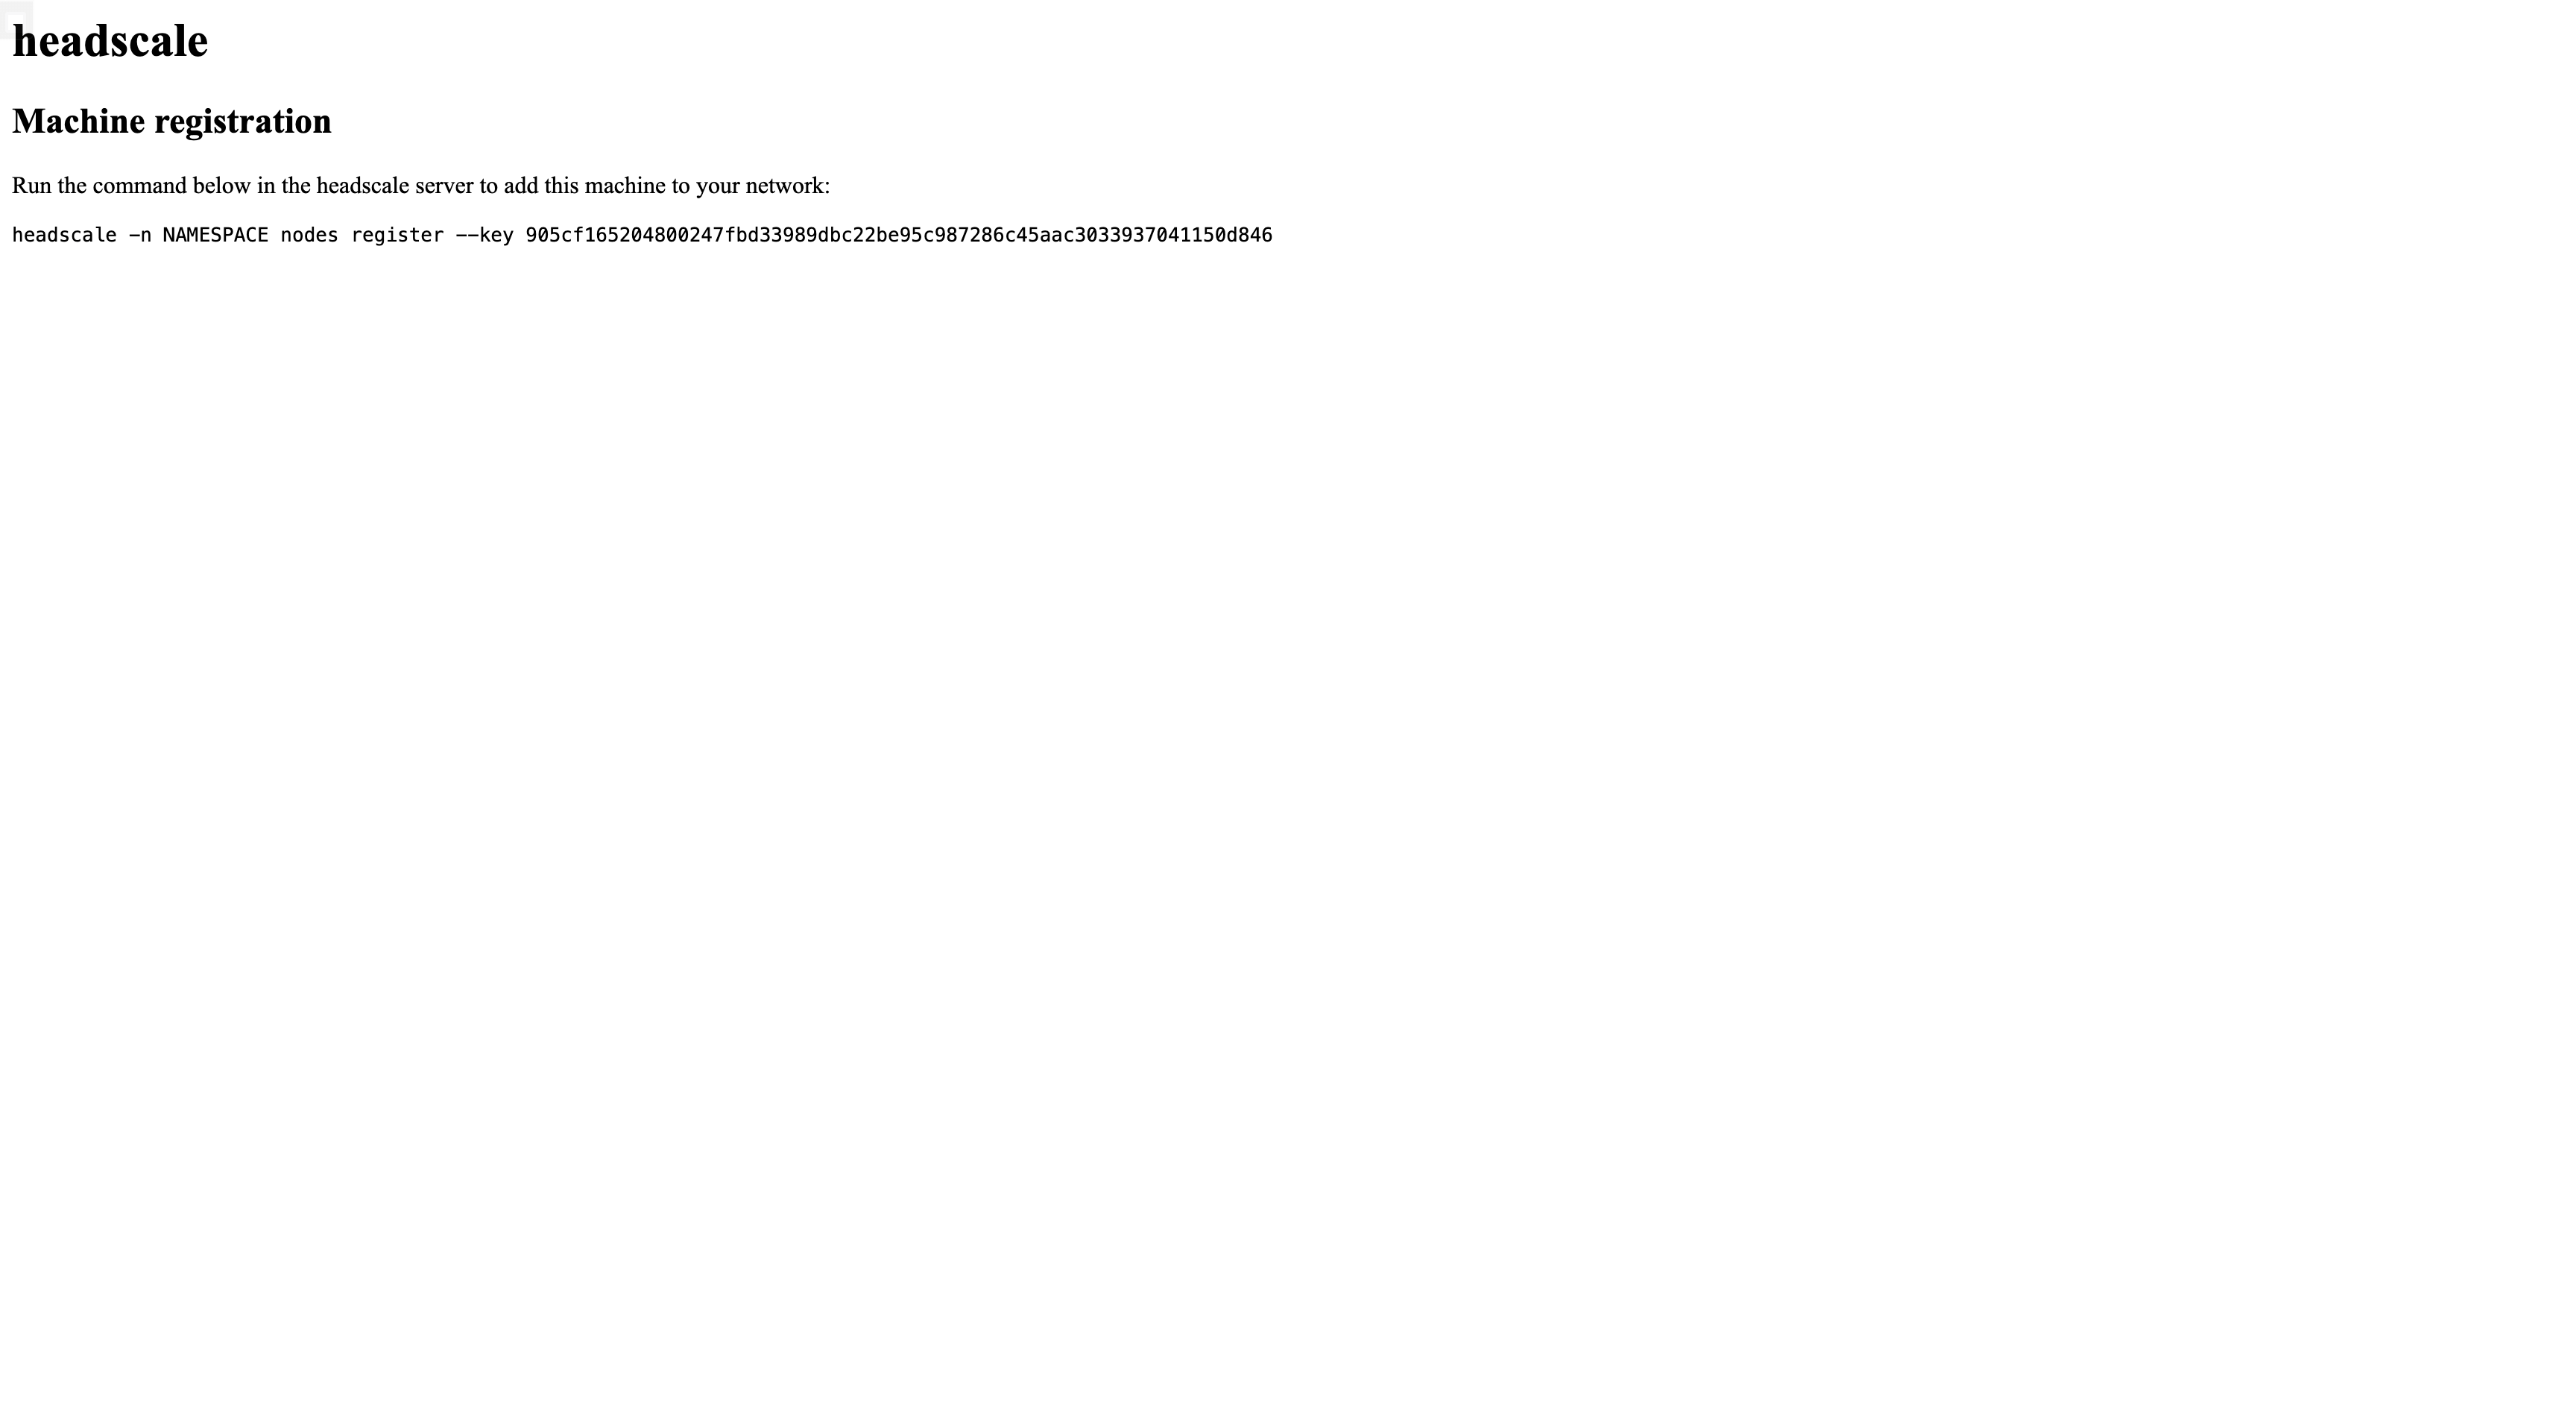 headscale
Machine registration
Run the command below in the headscale server to add this machine to your network:
headscale -n NAMESPACE nodes register --key 905cf165204800247fbd33989dbc22be95c987286c45aac3033937041150d846